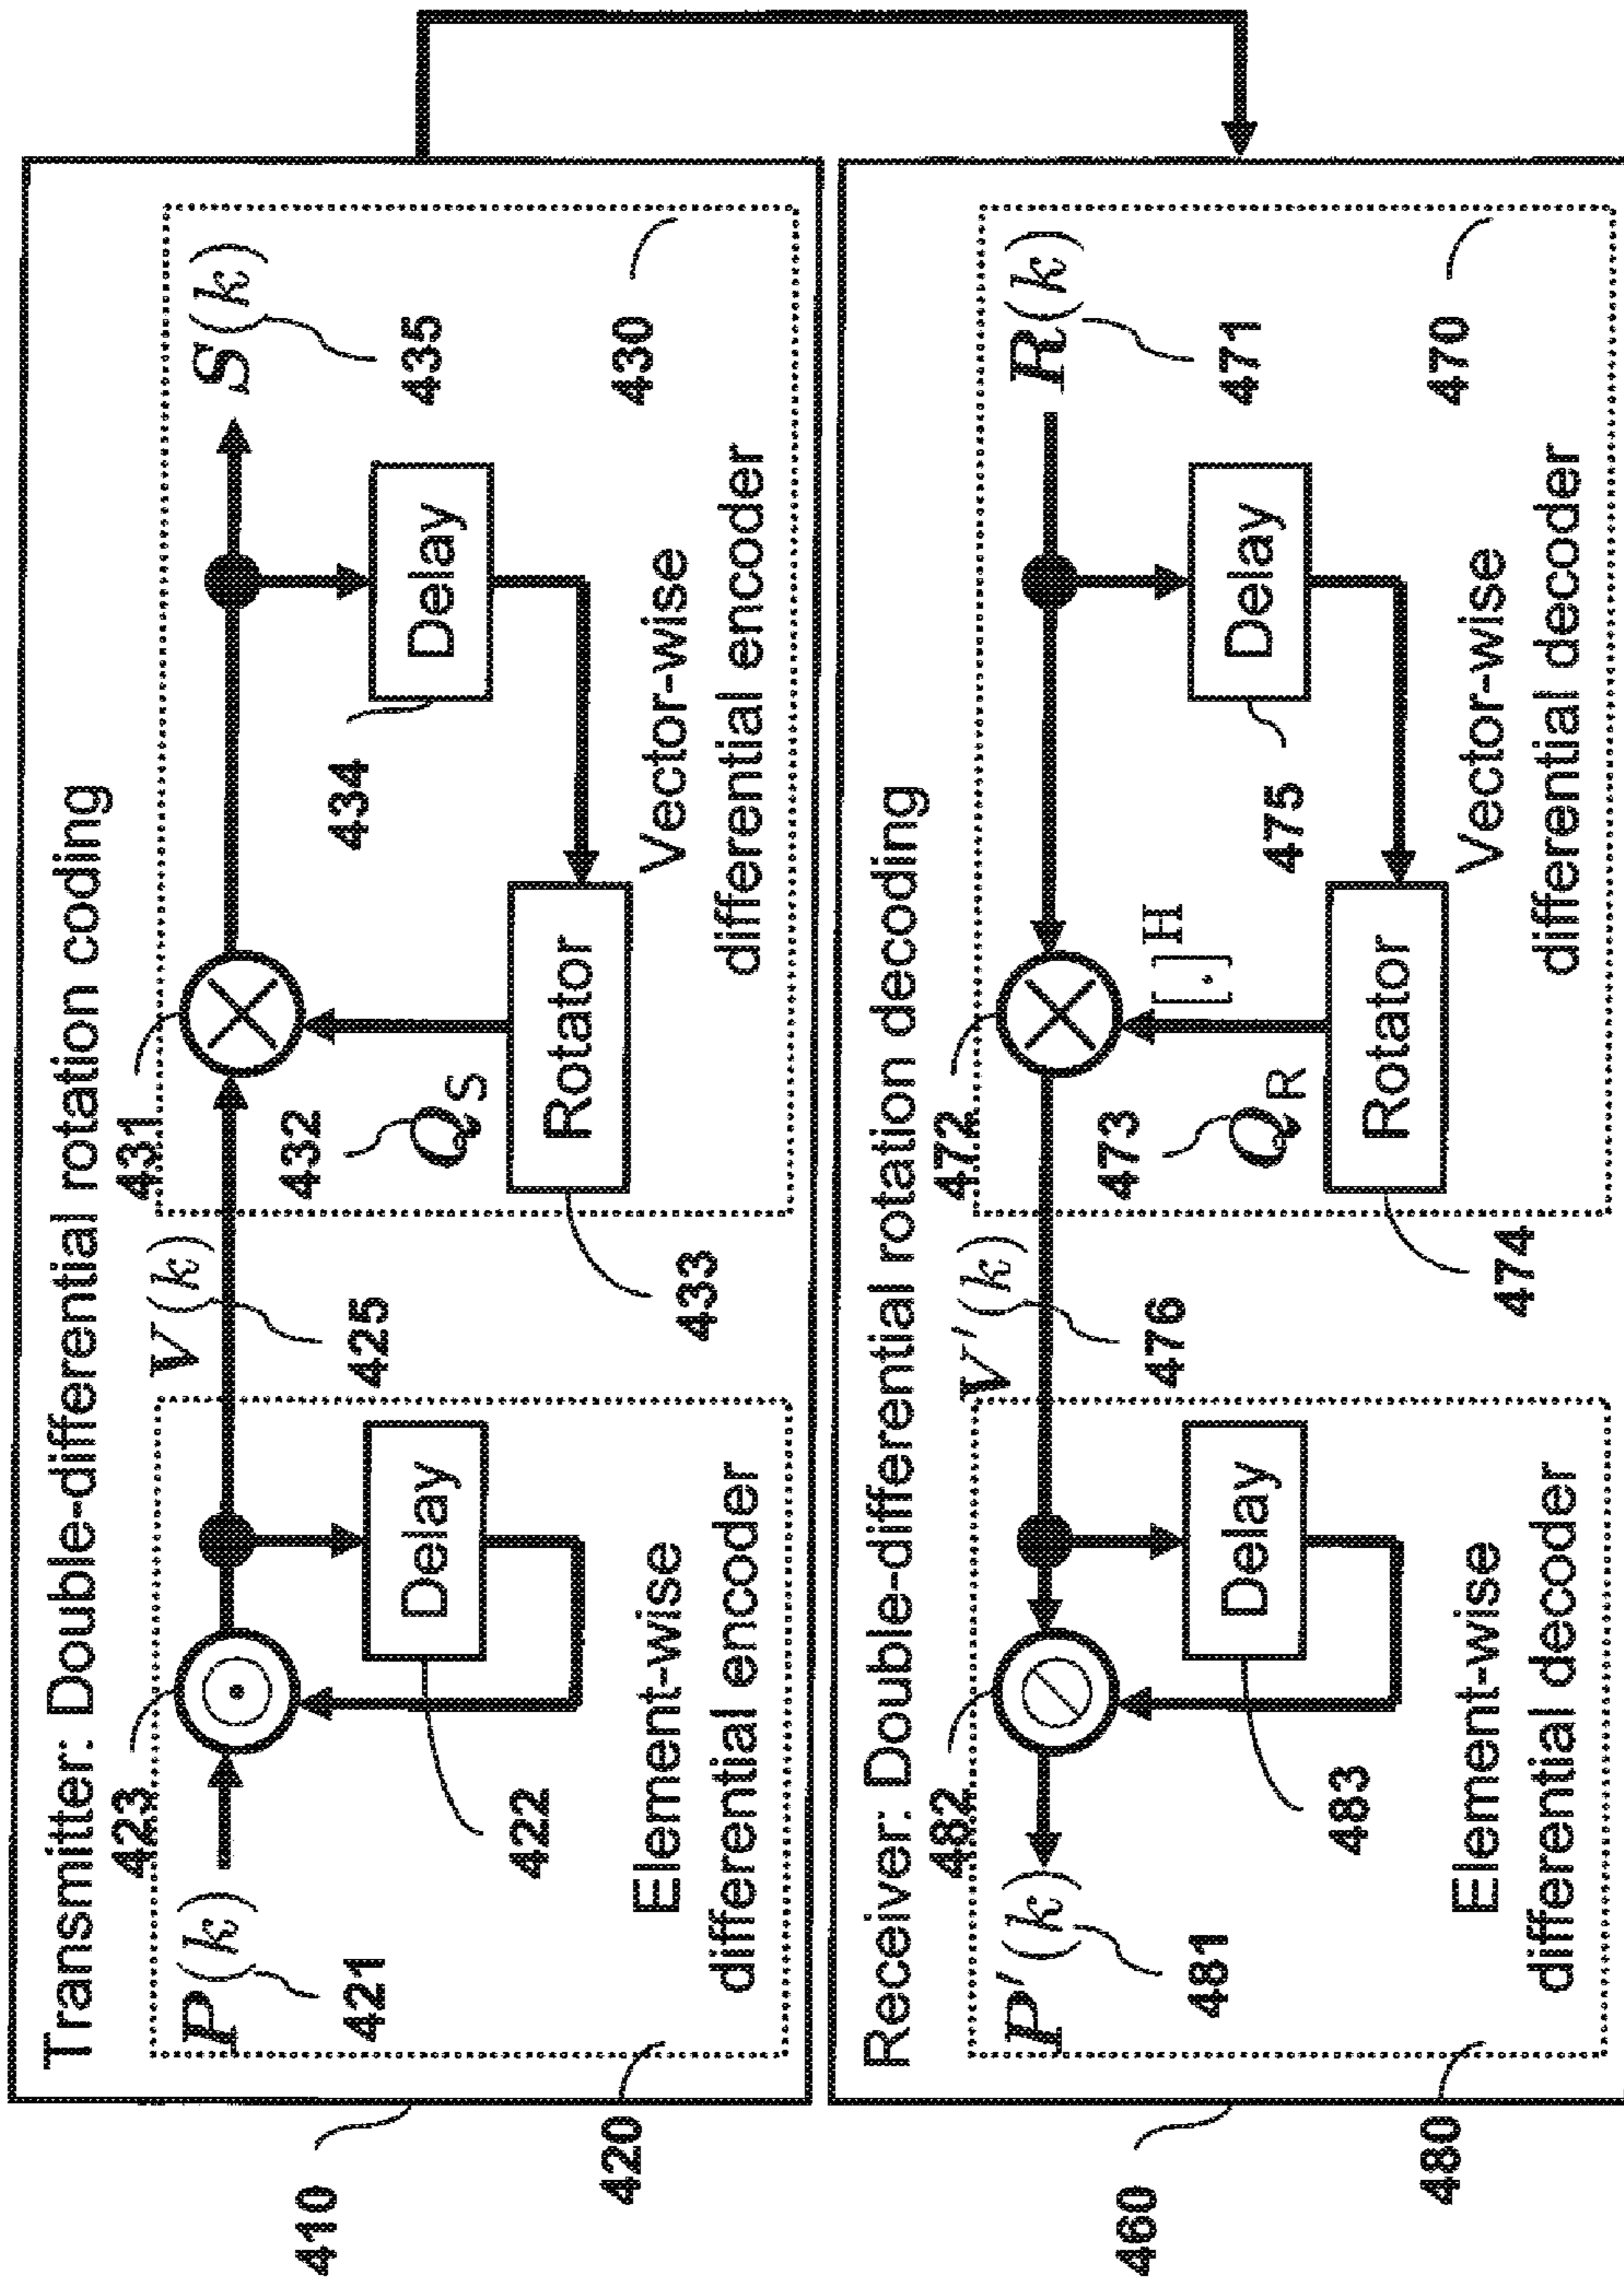 Transmitter: Double-differential rotation coding
410
420
P(k)
421
423
422
Delay
Element-wise
differential encoder
V(k)
425
431
432
Q_S
433
Rotator
434
Delay
Vector-wise
differential encoder
S(k)
435
430
Receiver: Double-differential rotation decoding
460
480
P'(k)
481
482
483
Delay
Element-wise
differential decoder
V'(k)
476
472
473
Q_R
[.]^H
474
Rotator
475
Delay
Vector-wise
differential decoder
R(k)
471
470